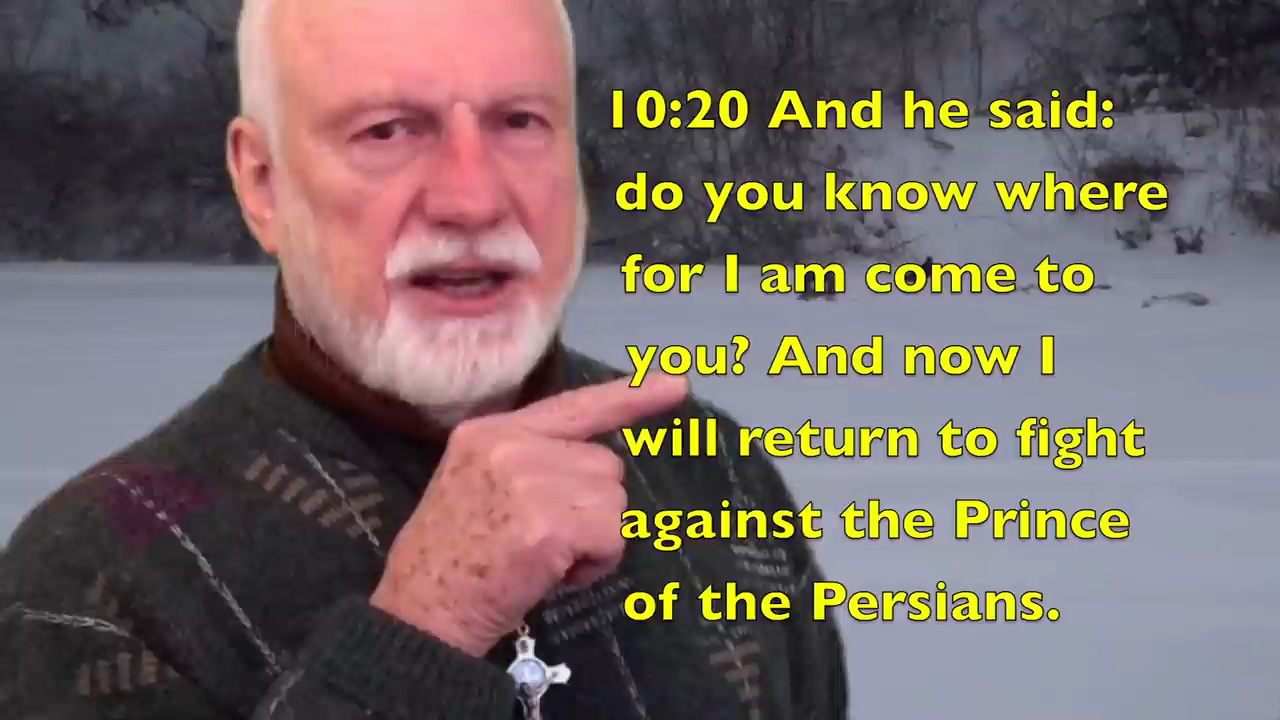 10:20 And he said:
do you know where
for I am come to
you? And now I
will return to fight
against the Prince
of the Persians.